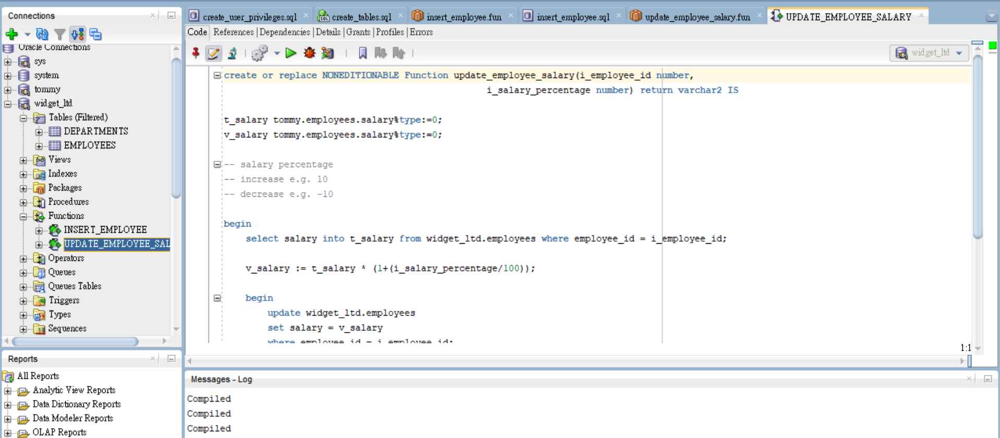 Connections
Oracle Connections
sys
system
tommy
widget_ltd
Tables (Filtered)
DEPARTMENTS
EMPLOYEES
Views
Indexes
Packages
Procedures
Functions
INSERT_EMPLOYEE
UPDATE_EMPLOYEE_SAL
Operators
Queues
Queues Tables
Triggers
Types
Sequences
Reports
All Reports
Analytic View Reports
Data Dictionary Reports
Data Modeler Reports
OLAP Reports
create_user_privileges.sql create_tables.sql insert_employee.fun insert_employee.sql update_employee_salary.fun UPDATE_EMPLOYEE_SALARY
Code References | Dependencies | Details | Grants | Profiles | Errors
widget_ltd
create or replace NONEDITIONABLE Function update_employee_salary(i_employee_id number,
i_salary_percentage number) return varchar2 IS
t_salary tommy.employees.salary%type:=0;
v_salary tommy.employees.salary%type:=0;
-- salary percentage
-- increase e.g. 10
-- decrease e.g. -10
begin
select salary into t_salary from widget_ltd.employees where employee_id = i_employee_id;
v_salary := t_salary * (1+(i_salary_percentage/100));
begin
update widget_ltd.employees
set salary = v_salary
where employee_id = i_employee_id;
1:1
Messages - Log
Compiled
Compiled
Compiled